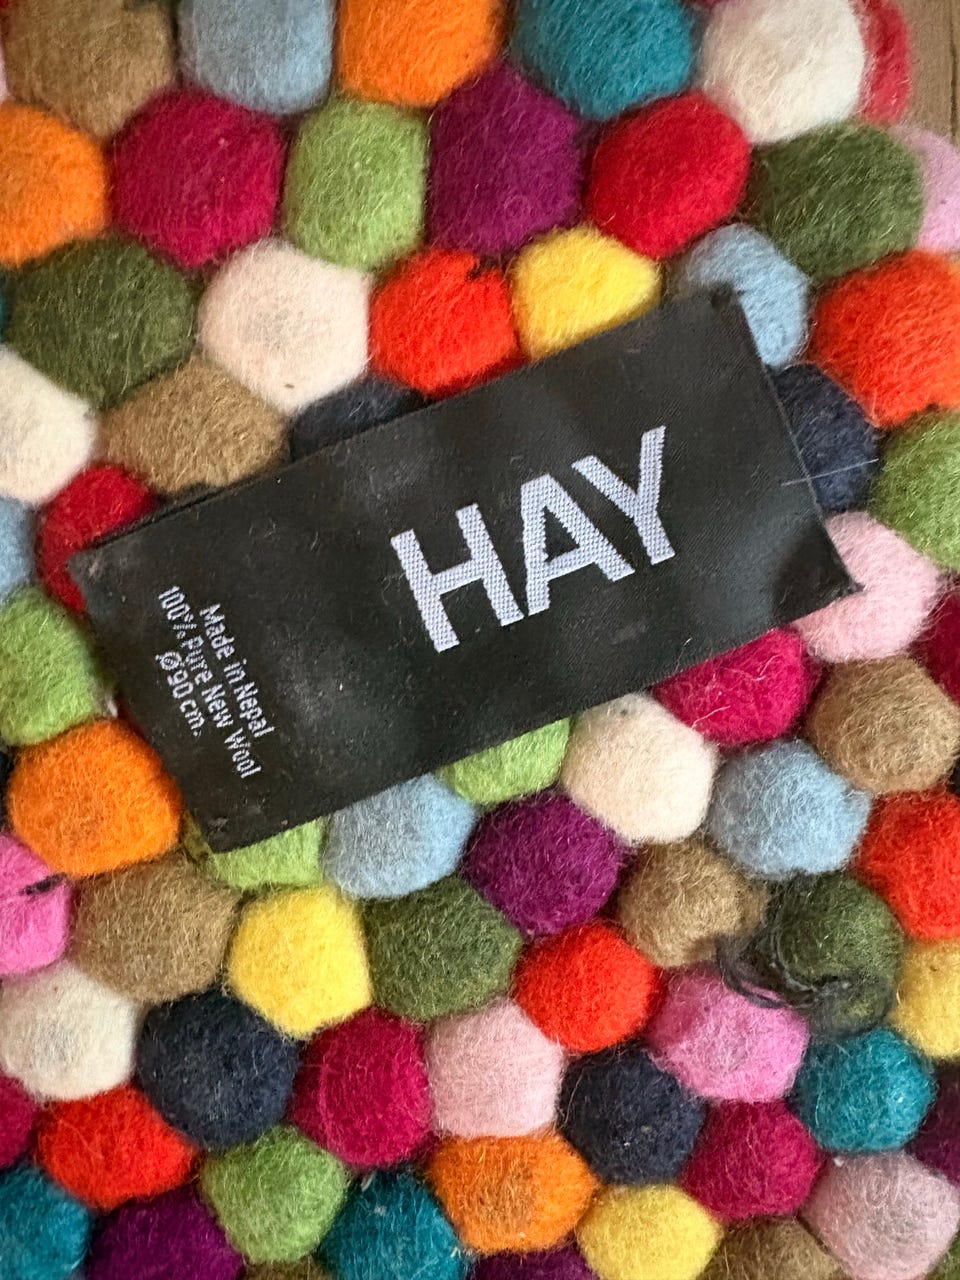 HAY
Made in Nepal
100% Pure New Wool
Ø90 cm.